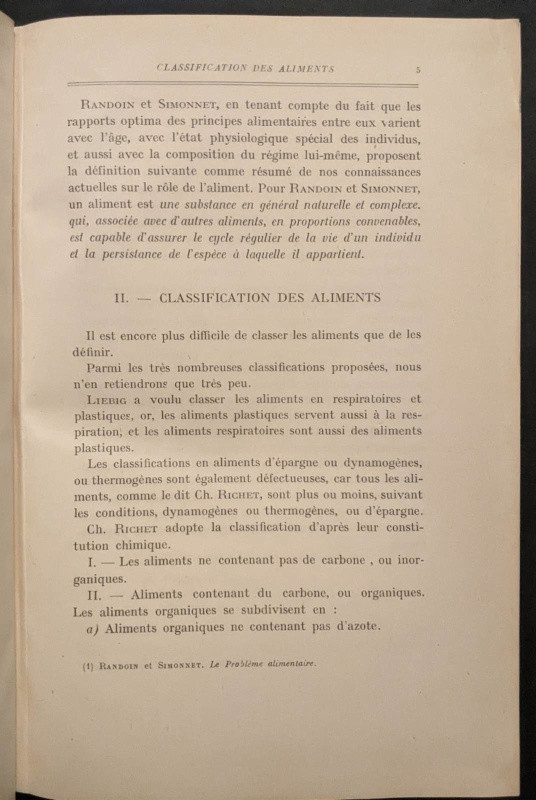 CLASSIFICATION DES ALIMENTS 5
RANDOIN et SIMONNET, en tenant compte du fait que les
rapports optima des principes alimentaires entre eux varient
avec l'âge, avec l'état physiologique spécial des individus,
et aussi avec la composition du régime lui-même, proposent
la définition suivante comme résumé de nos connaissances
actuelles sur le rôle de l'aliment. Pour RANDOIN et SIMONNET,
un aliment est une substance en général naturelle et complexe.
qui, associée avec d'autres aliments, en proportions convenables,
est capable d'assurer le cycle régulier de la vie d'un individu
et la persistance de l'espéce à laquelle il appartient.
II. — CLASSIFICATION DES ALIMENTS
Il est encore plus difficile de classer les aliments que de les
définir.
Parmi les très nombreuses classifications proposées, nous
n'en retiendrons que très peu.
LIEBIG a voulu classer les aliments en respiratoires et
plastiques, or, les aliments plastiques servent aussi à la res-
piration; et les aliments respiratoires sont aussi des aliments
plastiques.
Les classifications en aliments d'épargne ou dynamogènes,
ou thermogènes sont également défectueuses, car tous les ali-
ments, comme le dit Ch. RICHET, sont plus ou moins, suivant
les conditions, dynamogènes ou thermogènes, ou d'épargne.
Ch. RICHET adopte la classification d'après leur consti-
tution chimique.
I. — Les aliments ne contenant pas de carbone , ou inor-
ganiques.
II. — Aliments contenant du carbone, ou organiques.
Les aliments organiques se subdivisent en :
a) Aliments organiques ne contenant pas d'azote.
(1) RANDOIN et SIMONNET. Le Problème alimentaire.